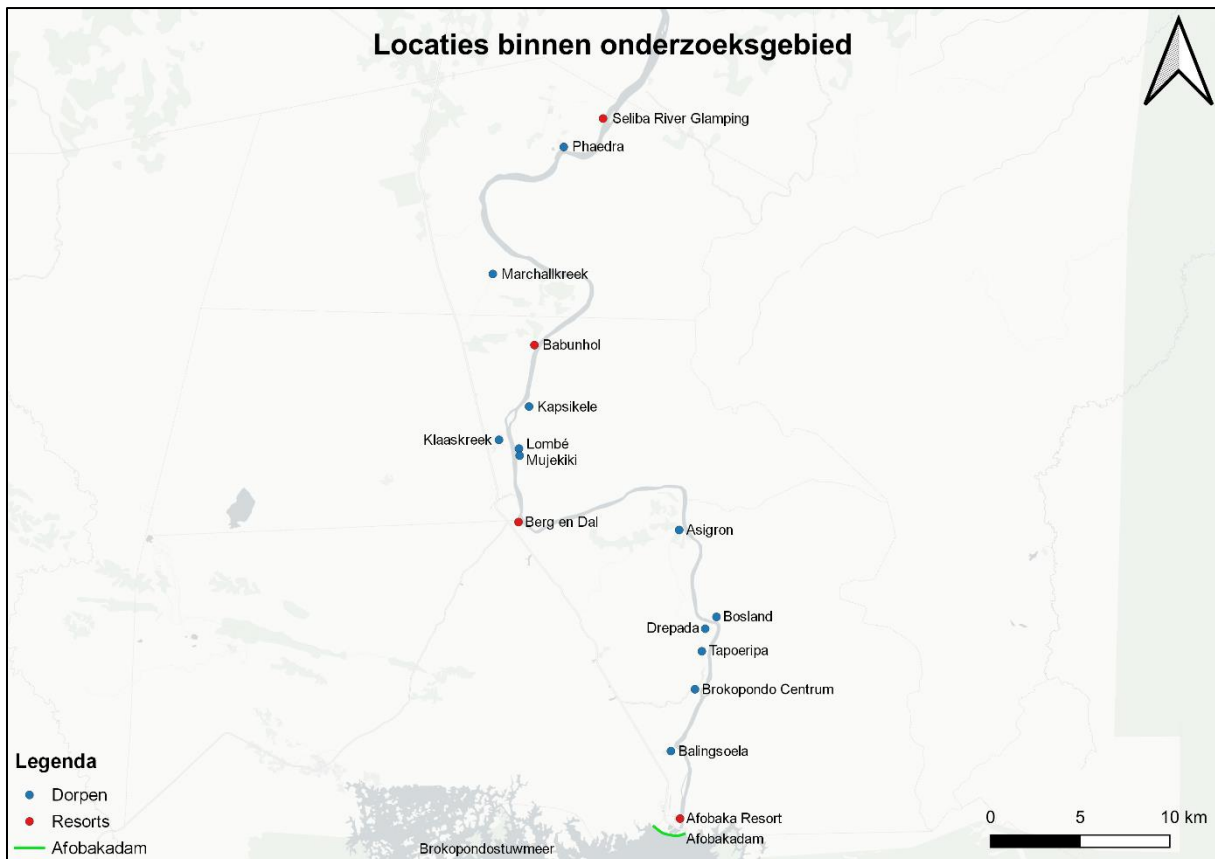 Locaties binnen onderzoeksgebied
Seliba River Glamping
Phaedra
Marchallkreek
Babunhol
Kapsikele
Klaaskreek
Lombé
Mujekiki
Berg en Dal
Asigron
Bosland
Drepada
Tapoeripa
Brokopondo Centrum
Balingsoela
Afobaka Resort
Afobakadam
Brokopondostuwmeer
Legenda
Dorpen
Resorts
Afobakadam
0 5 10 km